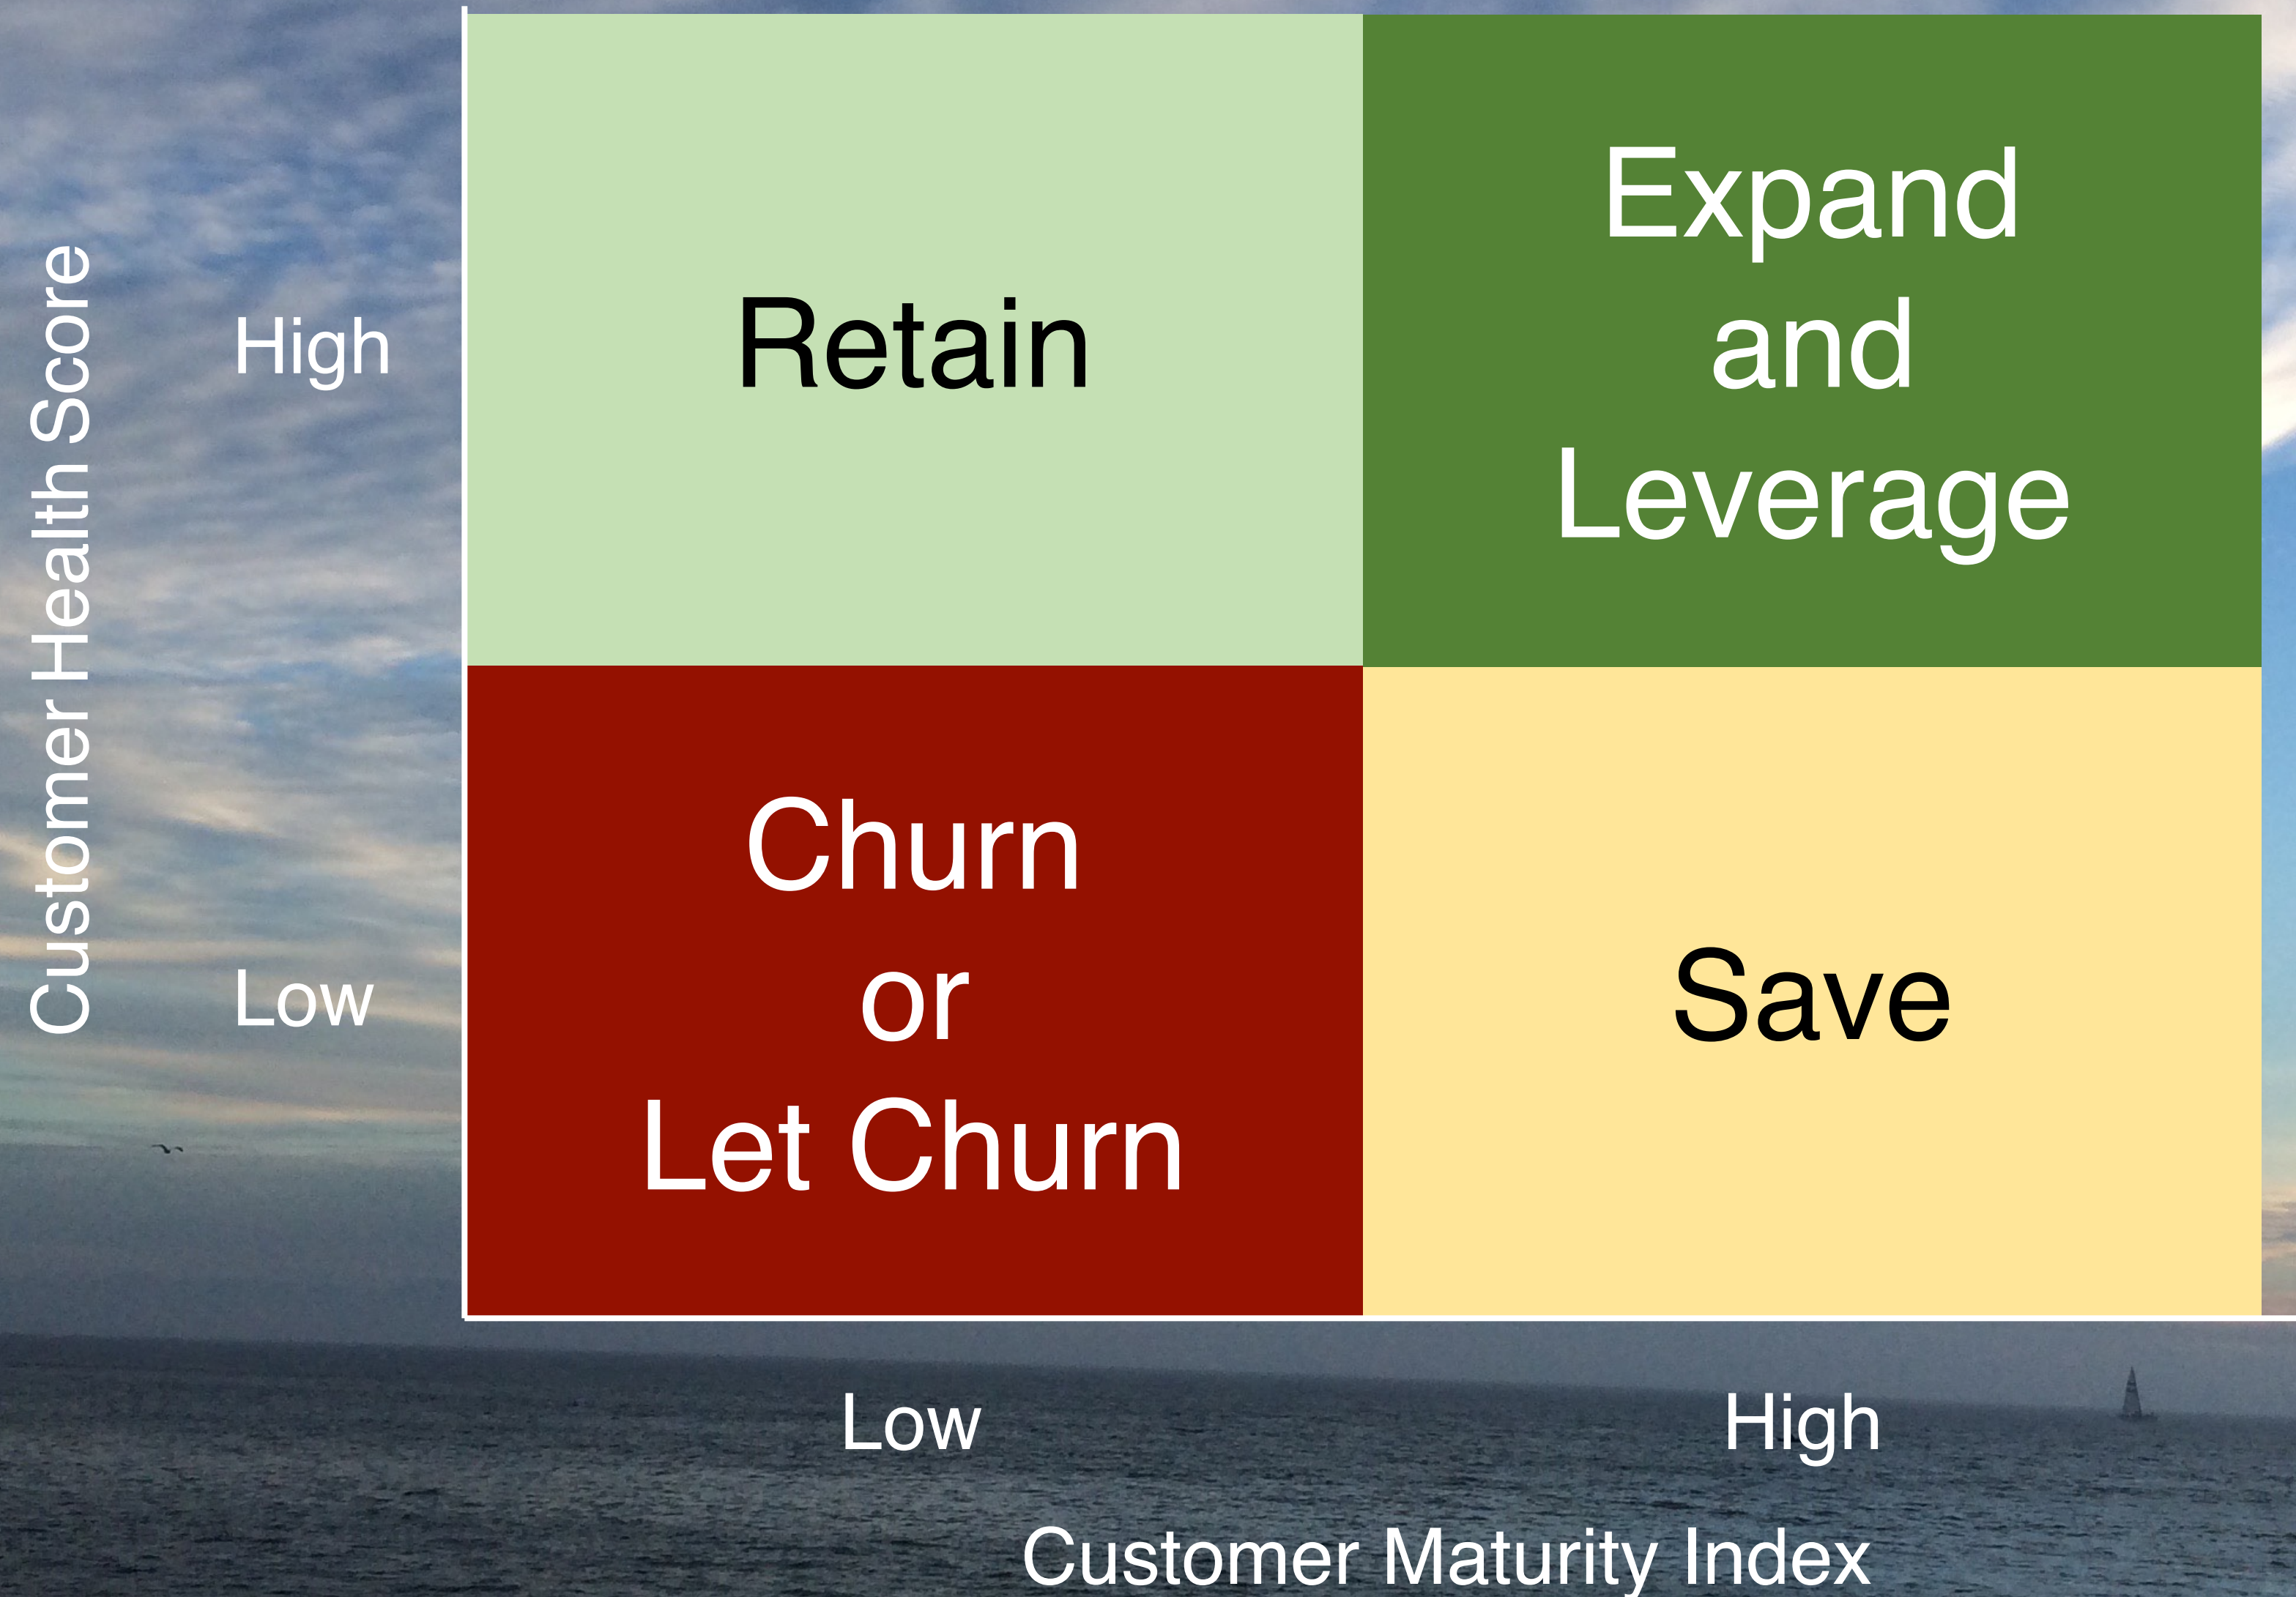 Customer Health Score
High
Retain
Expand
and
Leverage
Low
Churn
or
Let Churn
Save
Low
High
Customer Maturity Index